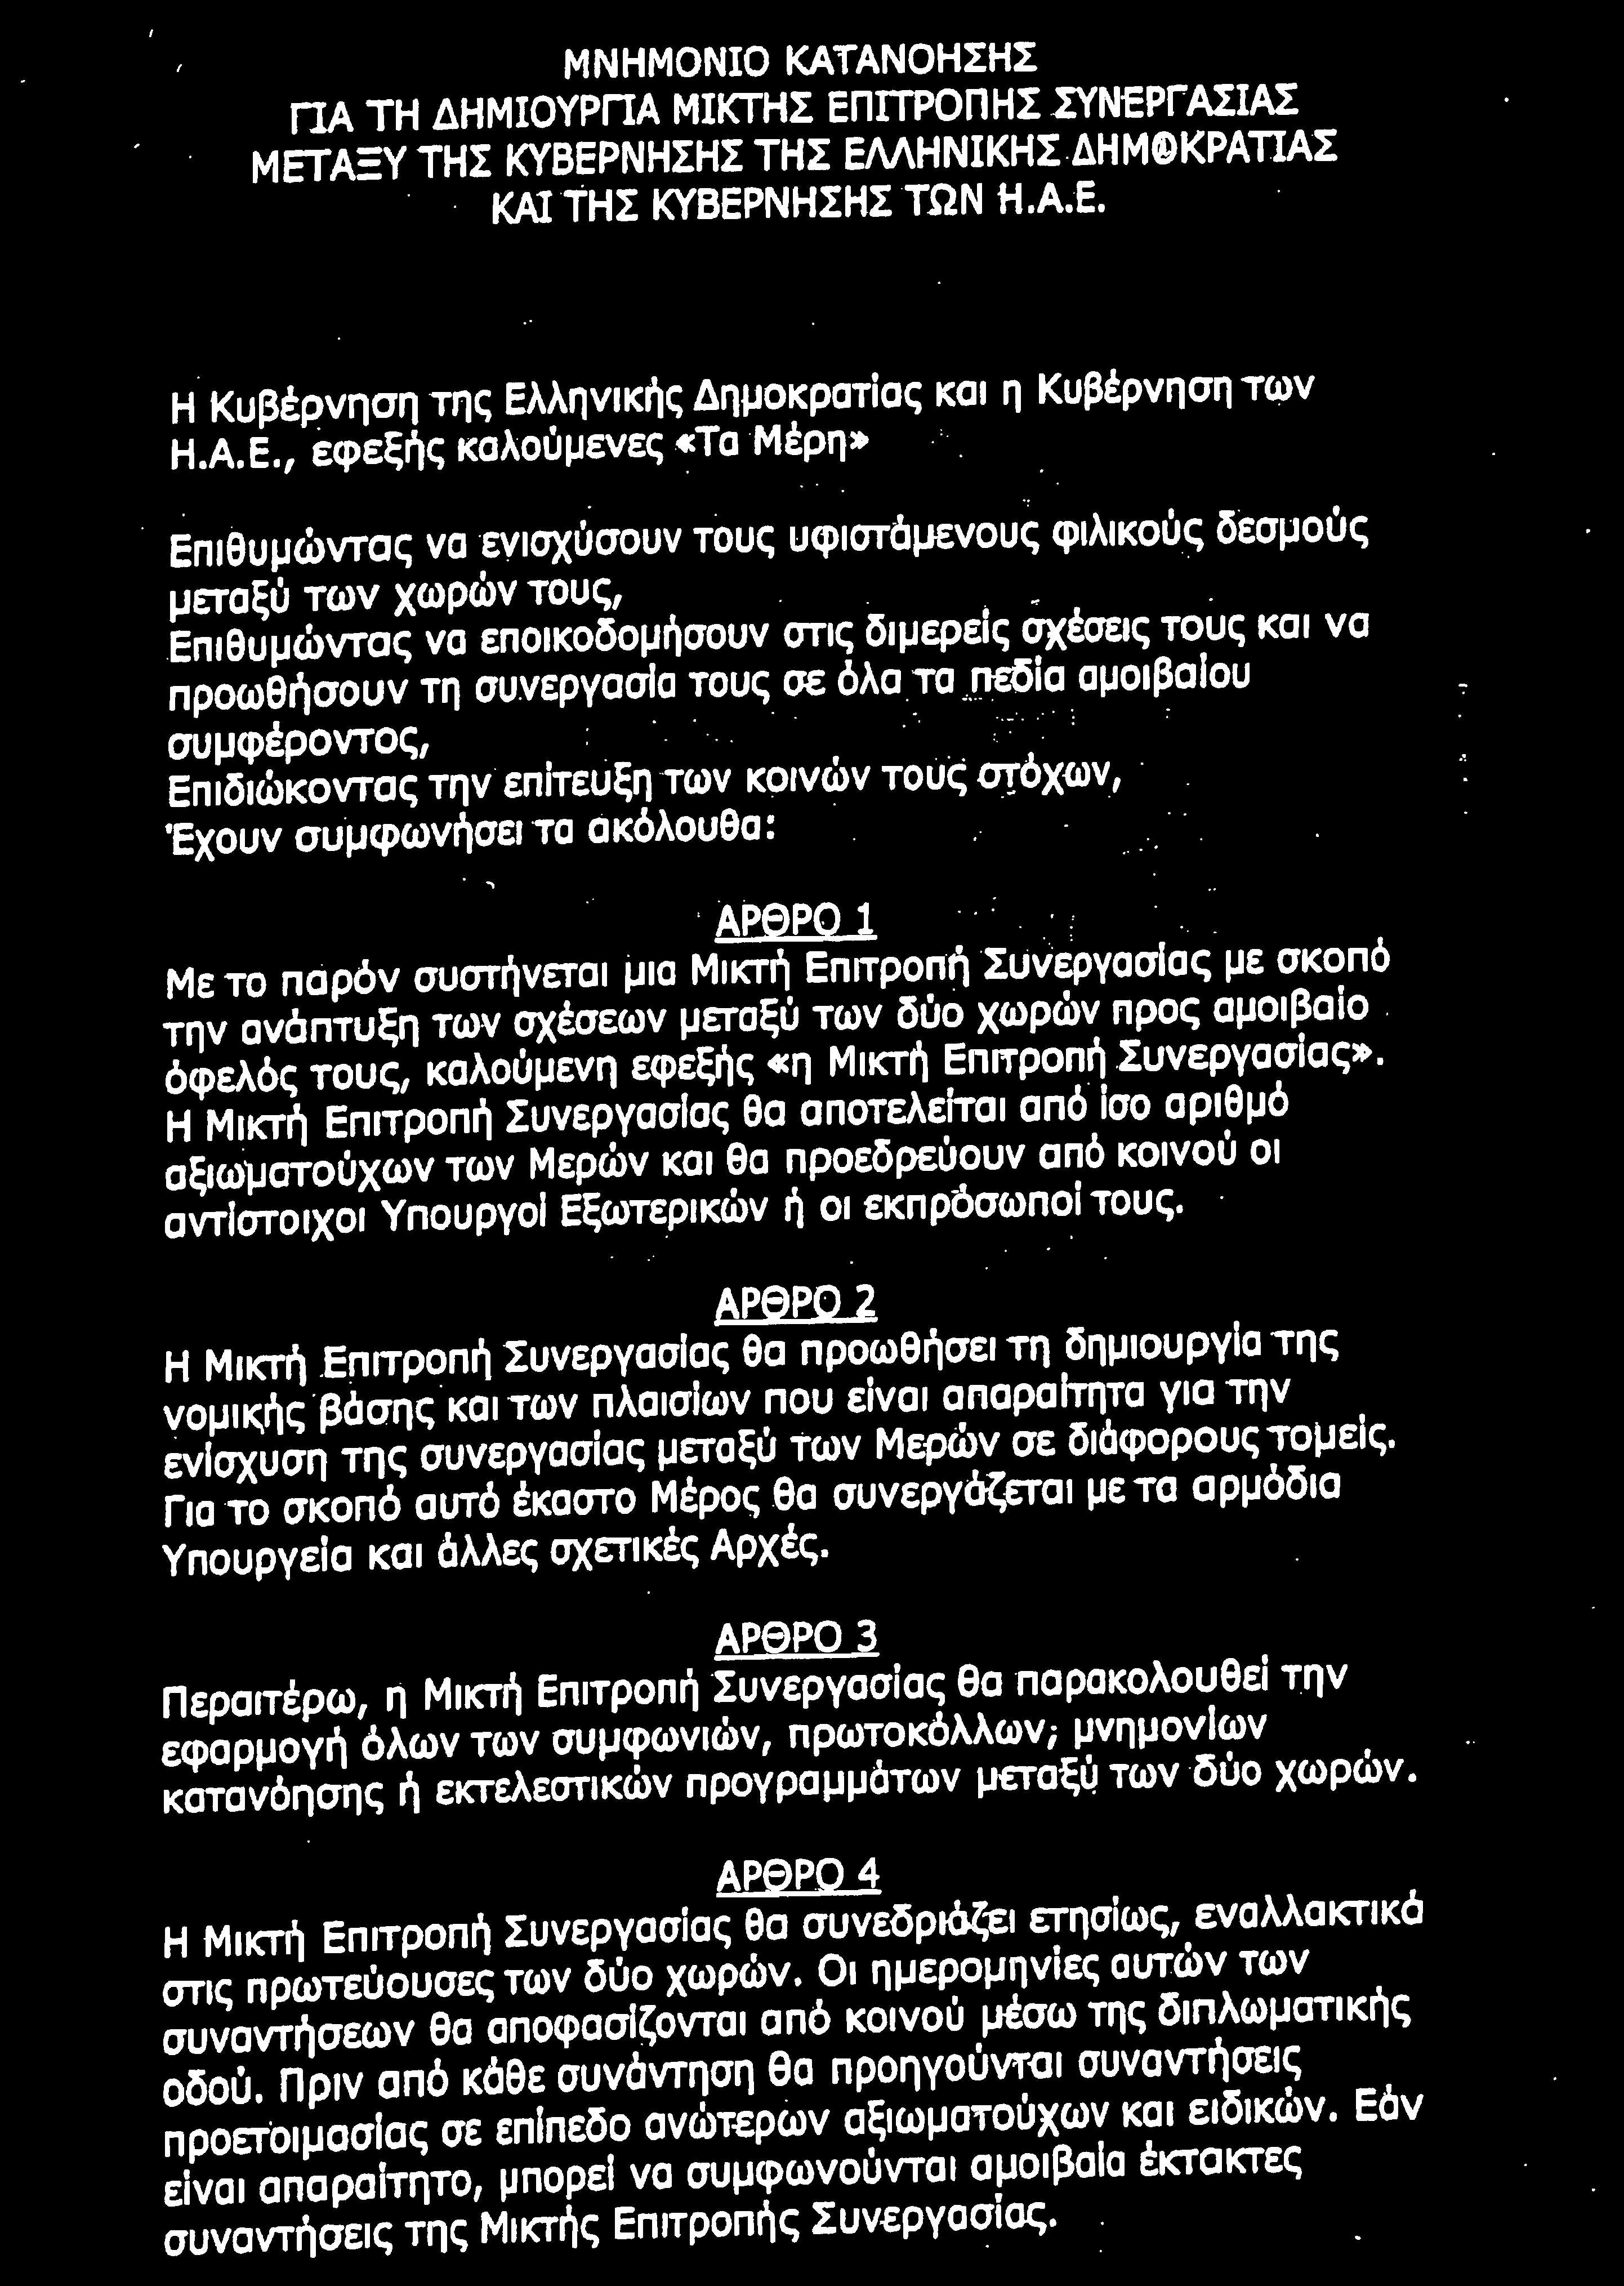 ΜΝΗΜΟΝΙΟ ΚΑΤΑΝΟΗΣΗΣ
ΓΙΑ ΤΗ ΔΗΜΙΟΥΡΓΙΑ ΜΙΚΤΗΣ ΕΠΙΤΡΟΠΗΣ ΣΥΝΕΡΓΑΣΙΑΣ
ΜΕΤΑΞΥ ΤΗΣ ΚΥΒΕΡΝΗΣΗΣ ΤΗΣ ΕΛΛΗΝΙΚΗΣ ΔΗΜΟΚΡΑΤΙΑΣ
ΚΑΙ ΤΗΣ ΚΥΒΕΡΝΗΣΗΣ ΤΩΝ Η.Α.Ε.
Η Κυβέρνηση της Ελληνικής Δημοκρατίας και η Κυβέρνηση των
Η.Α.Ε., εφεξής καλούμενες «Τα Μέρη»
Επιθυμώντας να ενισχύσουν τους υφιστάμενους φιλικούς δεσμούς
μεταξύ των χωρών τους,
Επιθυμώντας να εποικοδομήσουν στις διμερείς σχέσεις τους και να
προωθήσουν τη συνεργασία τους σε όλα τα πεδία αμοιβαίου
συμφέροντος,
Επιδιώκοντας την επίτευξη των κοινών τους στόχων,
Έχουν συμφωνήσει τα ακόλουθα:
ΑΡΘΡΟ 1
Με το παρόν συστήνεται μια Μικτή Επιτροπή Συνεργασίας με σκοπό
την ανάπτυξη των σχέσεων μεταξύ των δύο χωρών προς αμοιβαίο
όφελός τους, καλούμενη εφεξής «η Μικτή Επιτροπή Συνεργασίας».
Η Μικτή Επιτροπή Συνεργασίας θα αποτελείται από ίσο αριθμό
αξιωματούχων των Μερών και θα προεδρεύουν από κοινού οι
αντίστοιχοι Υπουργοί Εξωτερικών ή οι εκπρόσωποί τους.
ΑΡΘΡΟ 2
Η Μικτή Επιτροπή Συνεργασίας θα προωθήσει τη δημιουργία της
νομικής βάσης και των πλαισίων που είναι απαραίτητα για την
ενίσχυση της συνεργασίας μεταξύ των Μερών σε διάφορους τομείς.
Για το σκοπό αυτό έκαστο Μέρος θα συνεργάζεται με τα αρμόδια
Υπουργεία και άλλες σχετικές Αρχές.
ΑΡΘΡΟ 3
Περαιτέρω, η Μικτή Επιτροπή Συνεργασίας θα παρακολουθεί την
εφαρμογή όλων των συμφωνιών, πρωτοκόλλων, μνημονίων
κατανόησης ή εκτελεστικών προγραμμάτων μεταξύ των δύο χωρών.
ΑΡΘΡΟ 4
Η Μικτή Επιτροπή Συνεργασίας θα συνεδριάζει ετησίως, εναλλακτικά
στις πρωτεύουσες των δύο χωρών. Οι ημερομηνίες αυτών των
συναντήσεων θα αποφασίζονται από κοινού μέσω της διπλωματικής
οδού. Πριν από κάθε συνάντηση θα προηγούνται συναντήσεις
προετοιμασίας σε επίπεδο ανώτερων αξιωματούχων και ειδικών. Εάν
είναι απαραίτητο, μπορεί να συμφωνούνται αμοιβαία έκτακτες
συναντήσεις της Μικτής Επιτροπής Συνεργασίας.